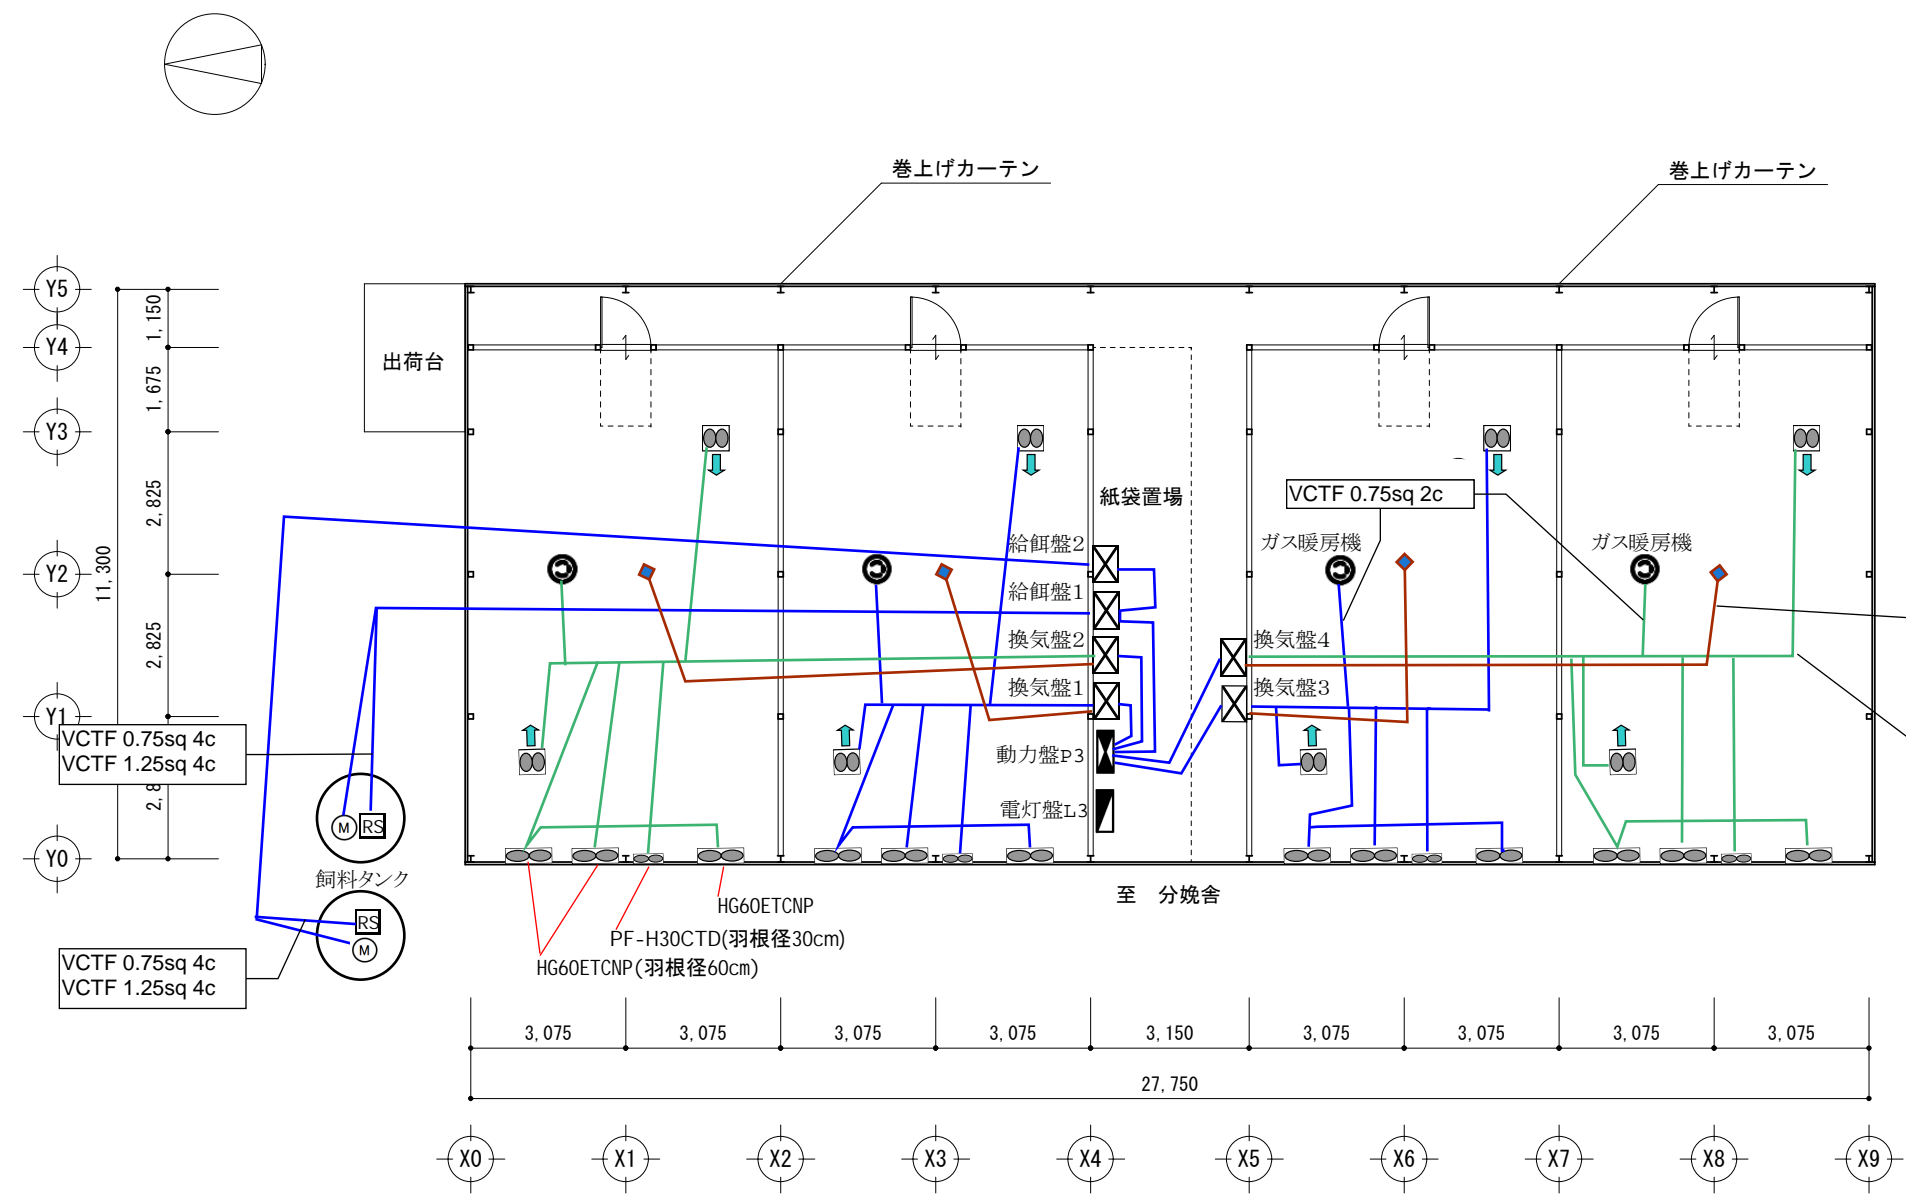 巻上げカーテン
巻上げカーテン
Y5
Y4
Y3
Y2
Y1
Y0
1,150
1,675
2,825
2,825
11,300
出荷台
紙袋置場
給餌盤2
給餌盤1
換気盤2
換気盤1
動力盤P3
電灯盤L3
換気盤4
換気盤3
VCTF 0.75sq 2c
ガス暖房機
ガス暖房機
VCTF 0.75sq 4c
VCTF 1.25sq 4c
2,8
M
RS
飼料タンク
RS
M
VCTF 0.75sq 4c
VCTF 1.25sq 4c
HG60ETCNP
PF-H30CTD(羽根径30cm)
HG60ETCNP(羽根径60cm)
至 分娩舎
3,075
3,075
3,075
3,075
3,150
3,075
3,075
3,075
3,075
27,750
X0
X1
X2
X3
X4
X5
X6
X7
X8
X9